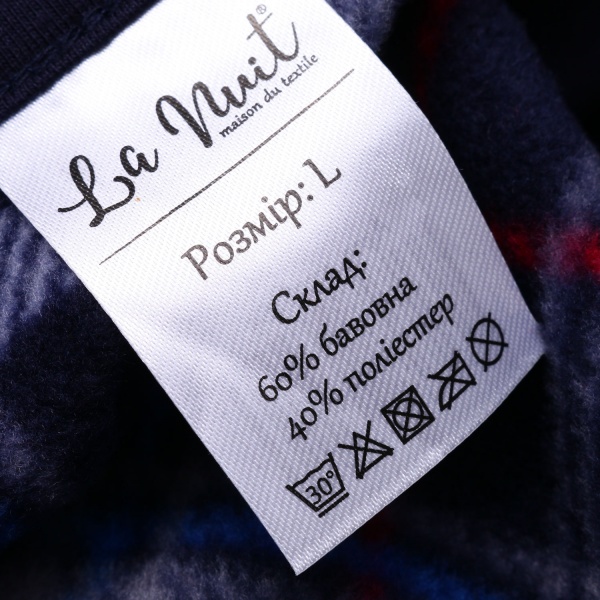 La Nuit®
maison du textile
Розмір: L
Склад:
60% бавовна
40% поліестер
30°